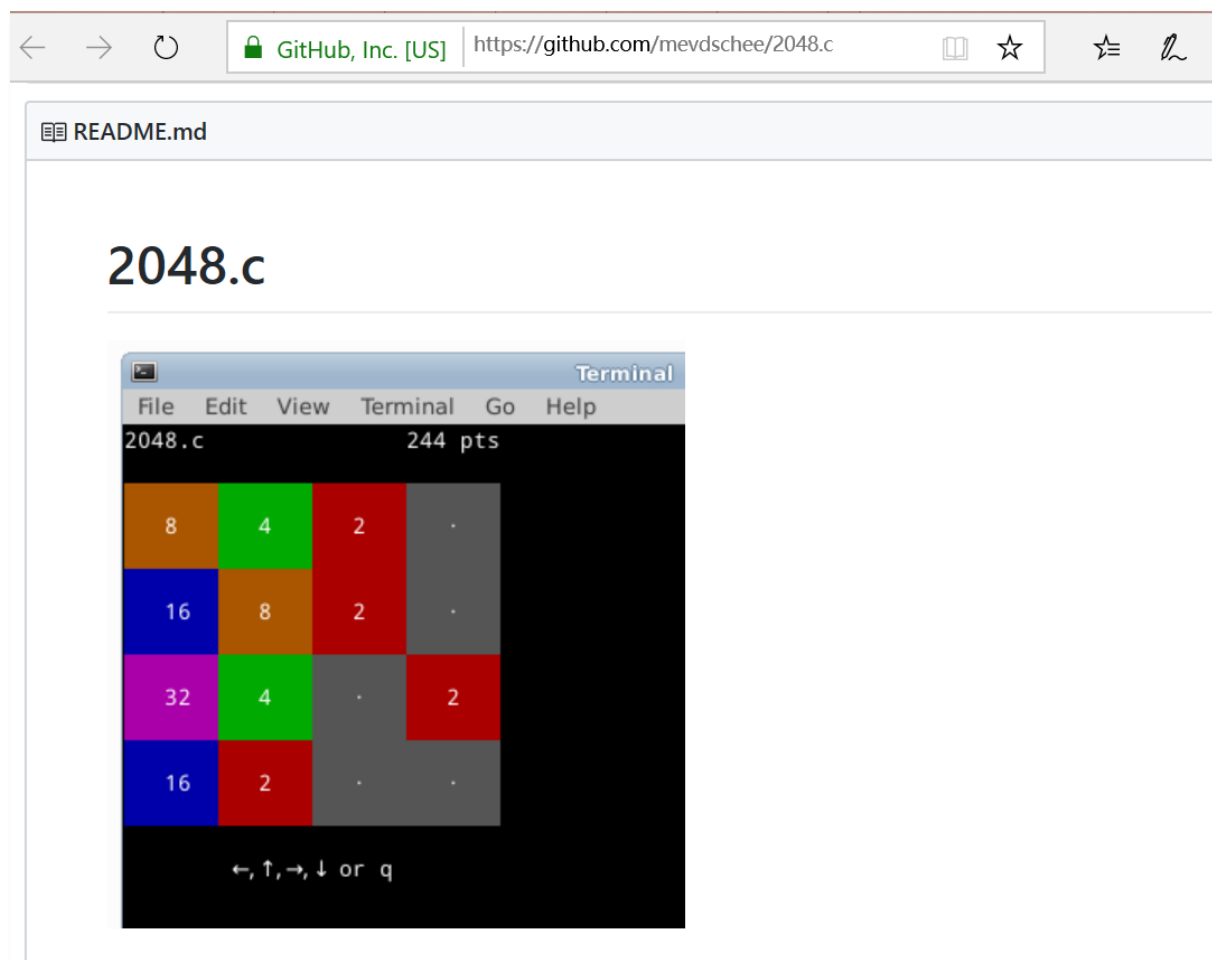 GitHub, Inc. [US] https://github.com/mevdschee/2048.c
README.md
2048.c
Terminal
File Edit View Terminal Go Help
2048.c 244 pts
8 4 2 ·
16 8 2 ·
32 4 · 2
16 2 · ·
←,↑,→,↓ or q